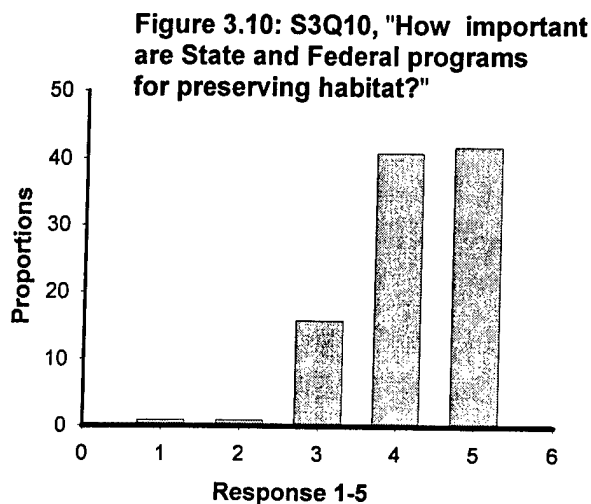 Figure 3.10: S3Q10, "How important
are State and Federal programs
for preserving habitat?"
50
40
30
20
10
0
Proportions
0 1 2 3 4 5 6
Response 1-5